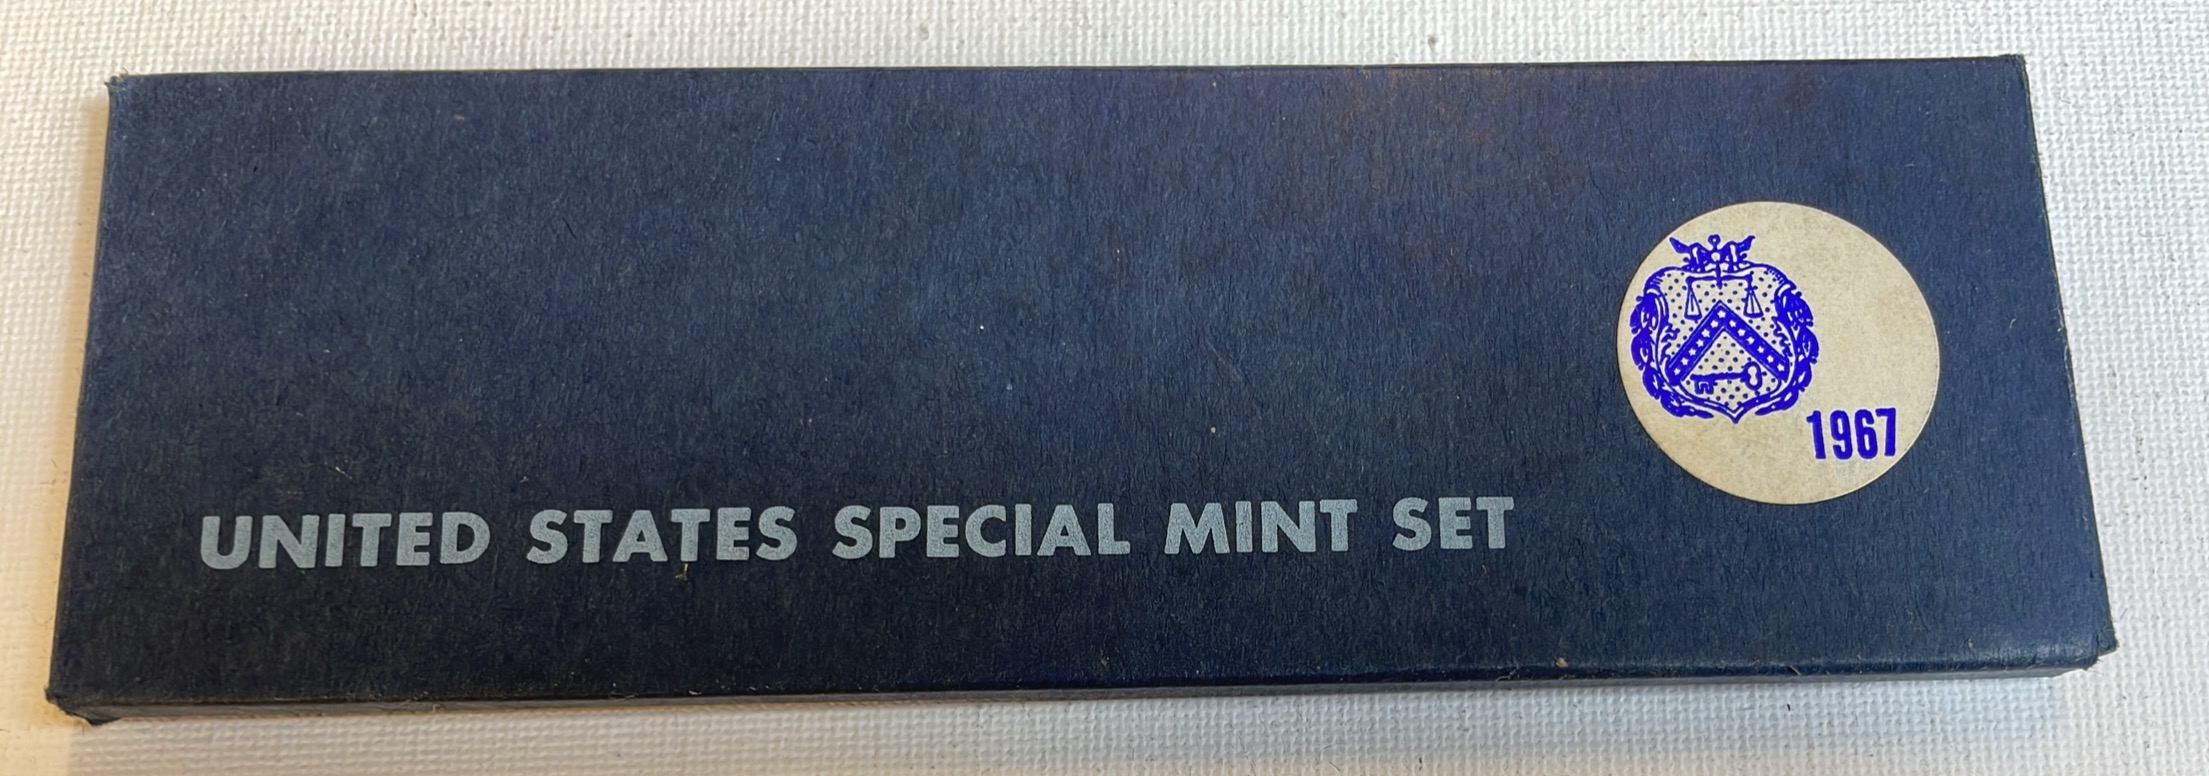 UNITED STATES SPECIAL MINT SET
1967